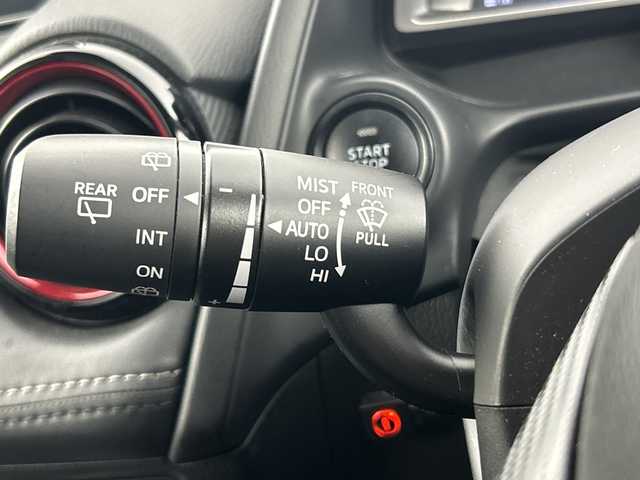 START
STOP
REAR
OFF
INT
ON
−
+
MIST
OFF
AUTO
LO
HI
FRONT
PULL